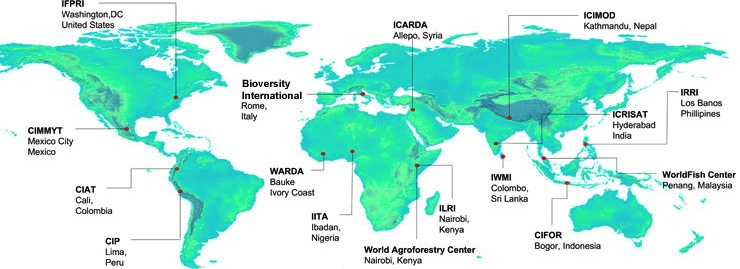 IFPRI
Washington,DC
United States
ICARDA
Allepo, Syria
ICIMOD
Kathmandu, Nepal
Bioversity
International
Rome,
Italy
IRRI
Los Banos
Phillipines
ICRISAT
Hyderabad
India
CIMMYT
Mexico City
Mexico
WARDA
Bauke
Ivory Coast
IWMI
Colombo,
Sri Lanka
WorldFish Center
Penang, Malaysia
CIAT
Cali,
Colombia
ILRI
Nairobi,
Kenya
IITA
Ibadan,
Nigeria
CIFOR
Bogor, Indonesia
CIP
Lima,
Peru
World Agroforestry Center
Nairobi, Kenya